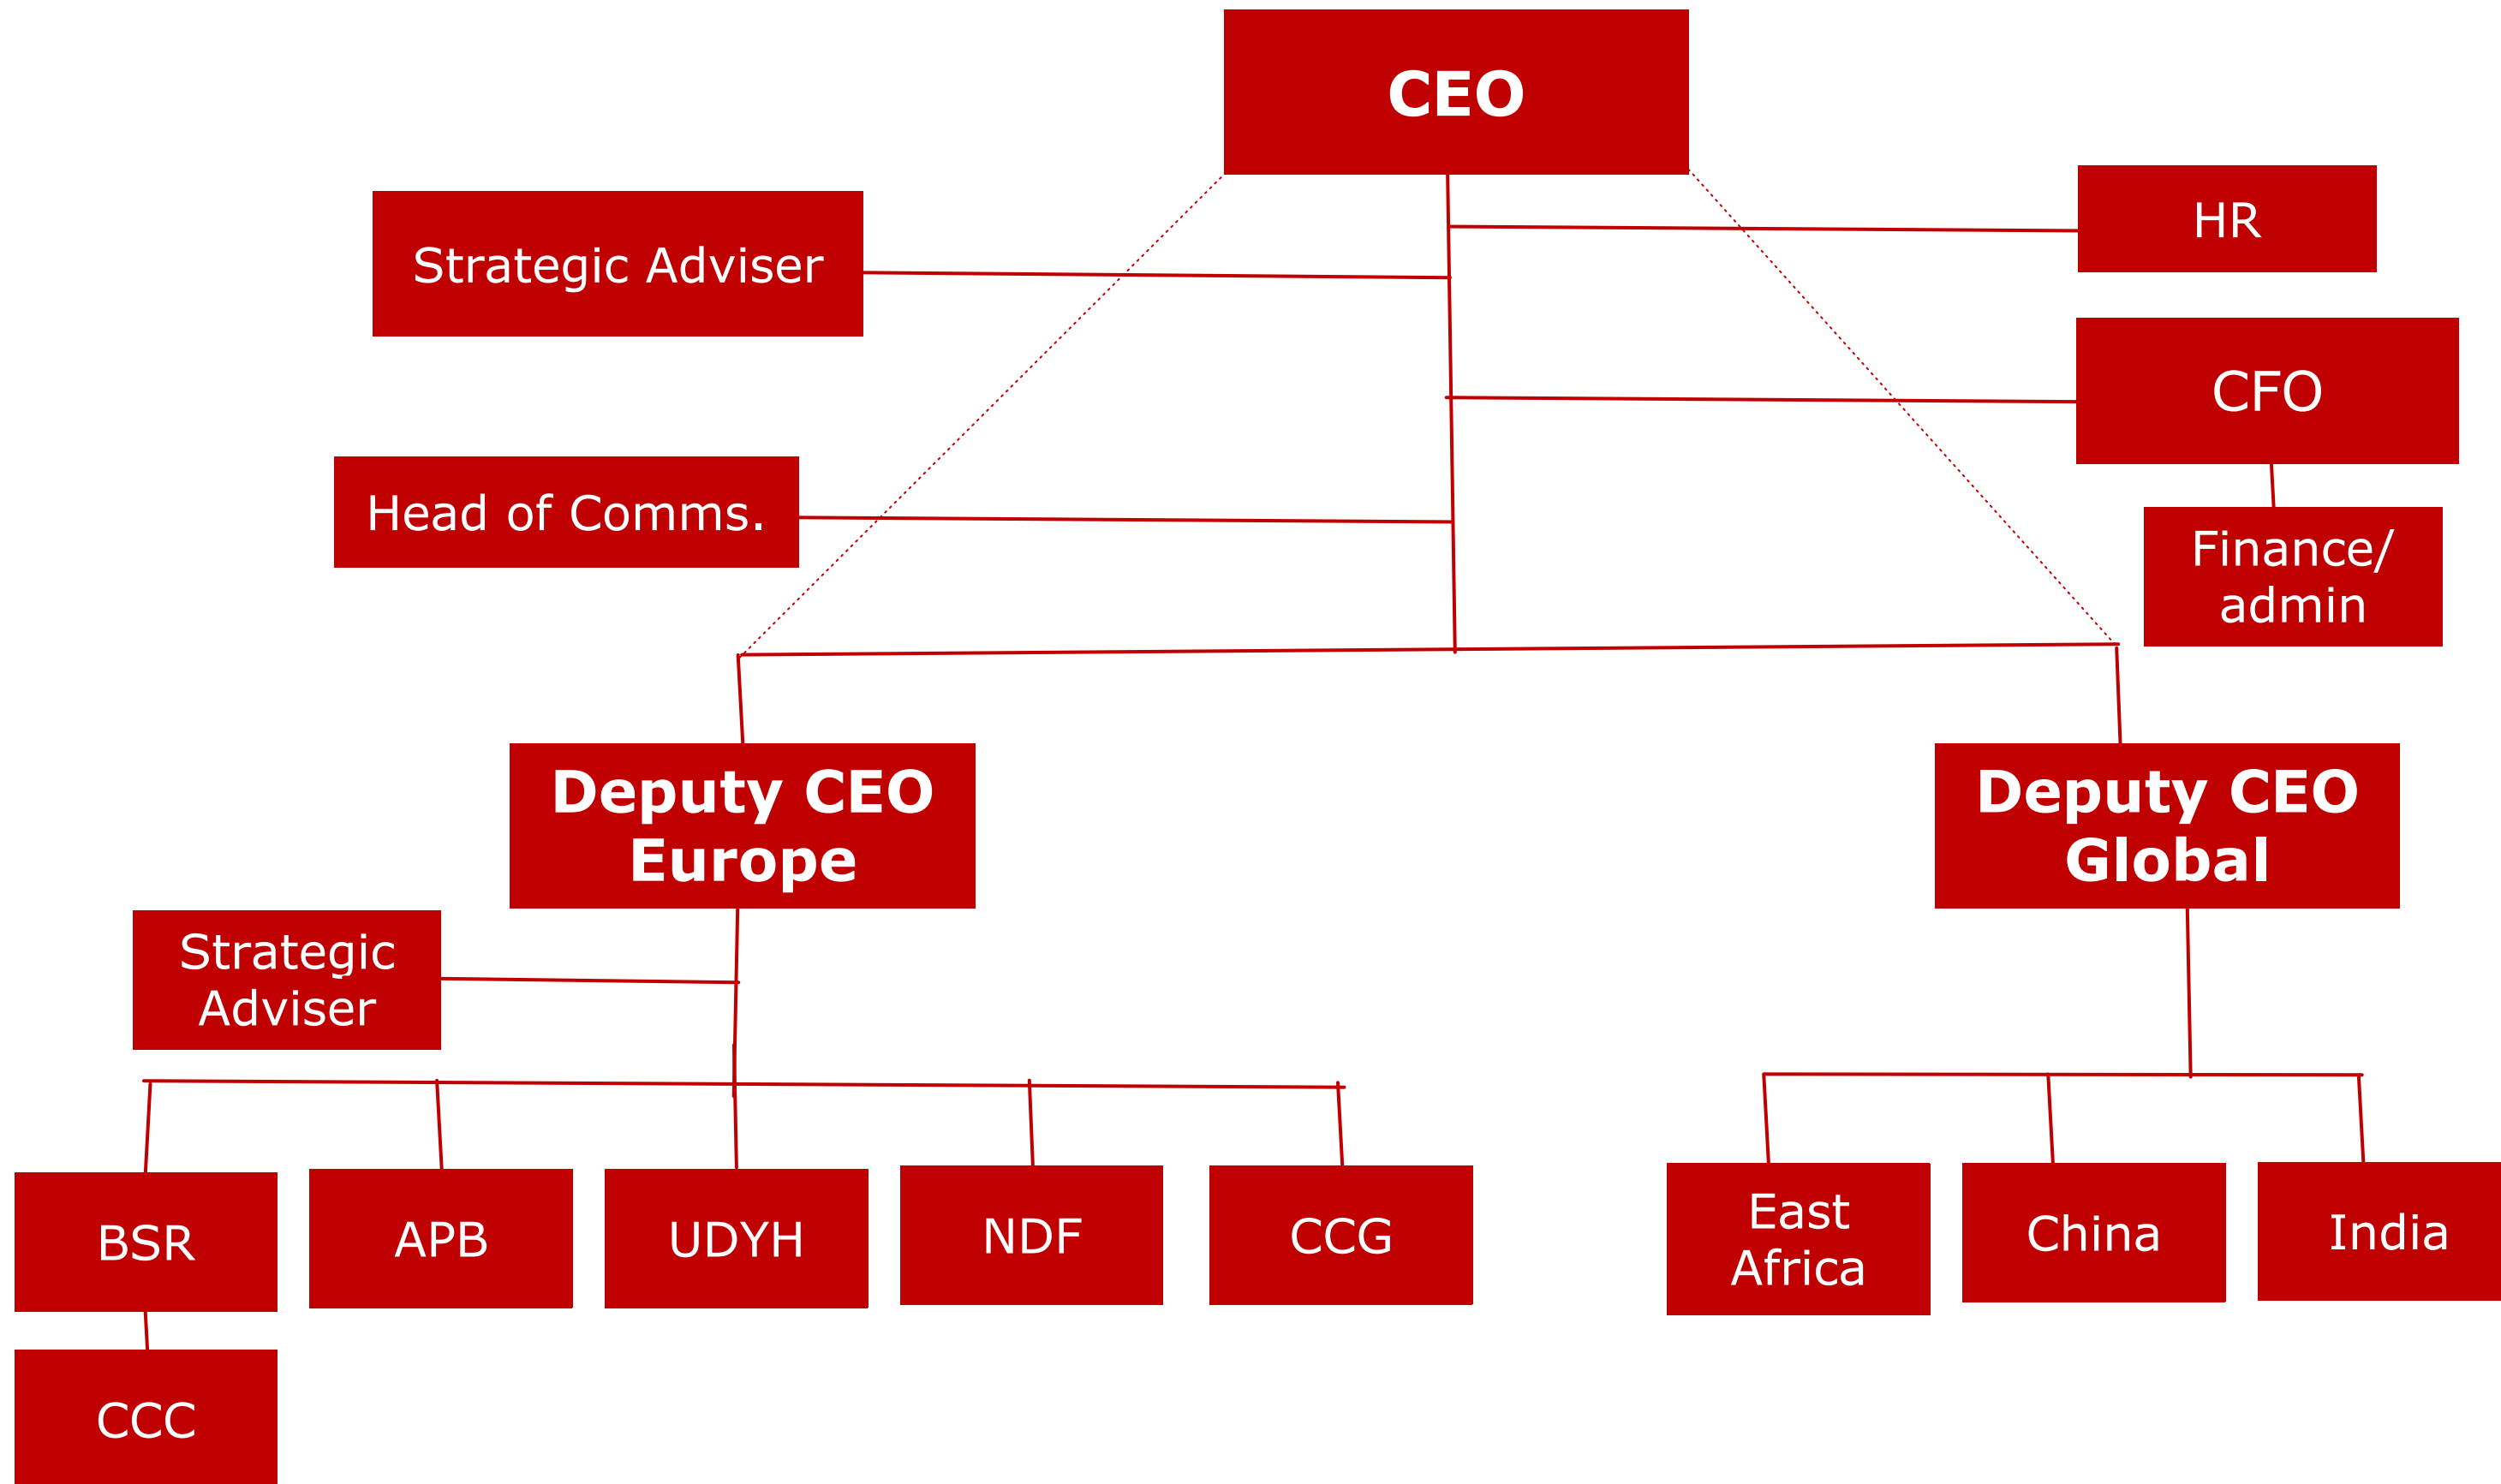 CEO
HR
Strategic Adviser
CFO
Head of Comms.
Finance/
admin
Deputy CEO
Europe
Deputy CEO
Global
Strategic
Adviser
BSR
APB
UDYH
NDF
CCG
East
Africa
China
India
CCC